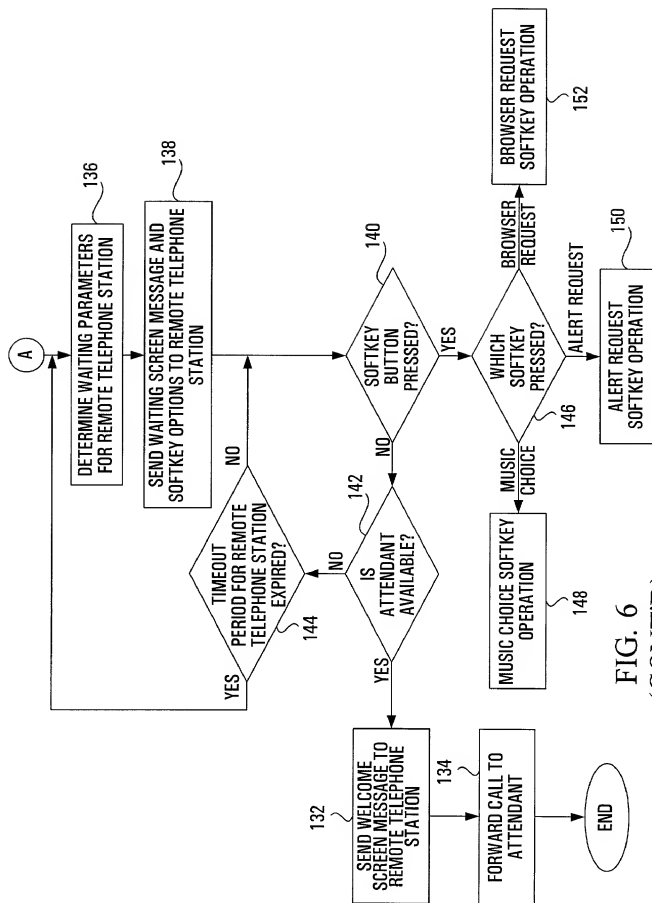 A
DETERMINE WAITING PARAMETERS
FOR REMOTE TELEPHONE STATION
136
SEND WAITING SCREEN MESSAGE AND
SOFTKEY OPTIONS TO REMOTE TELEPHONE
STATION
138
SOFTKEY
BUTTON
PRESSED?
140
YES
NO
WHICH
SOFTKEY
PRESSED?
146
BROWSER
REQUEST
BROWSER REQUEST
SOFTKEY OPERATION
152
ALERT REQUEST
ALERT REQUEST
SOFTKEY OPERATION
150
MUSIC
CHOICE
MUSIC CHOICE SOFTKEY
OPERATION
148
IS
ATTENDANT
AVAILABLE?
142
NO
YES
TIMEOUT
PERIOD FOR REMOTE
TELEPHONE STATION
EXPIRED?
144
NO
YES
SEND WELCOME
SCREEN MESSAGE TO
REMOTE TELEPHONE
STATION
132
FORWARD CALL TO
ATTENDANT
134
END
FIG. 6